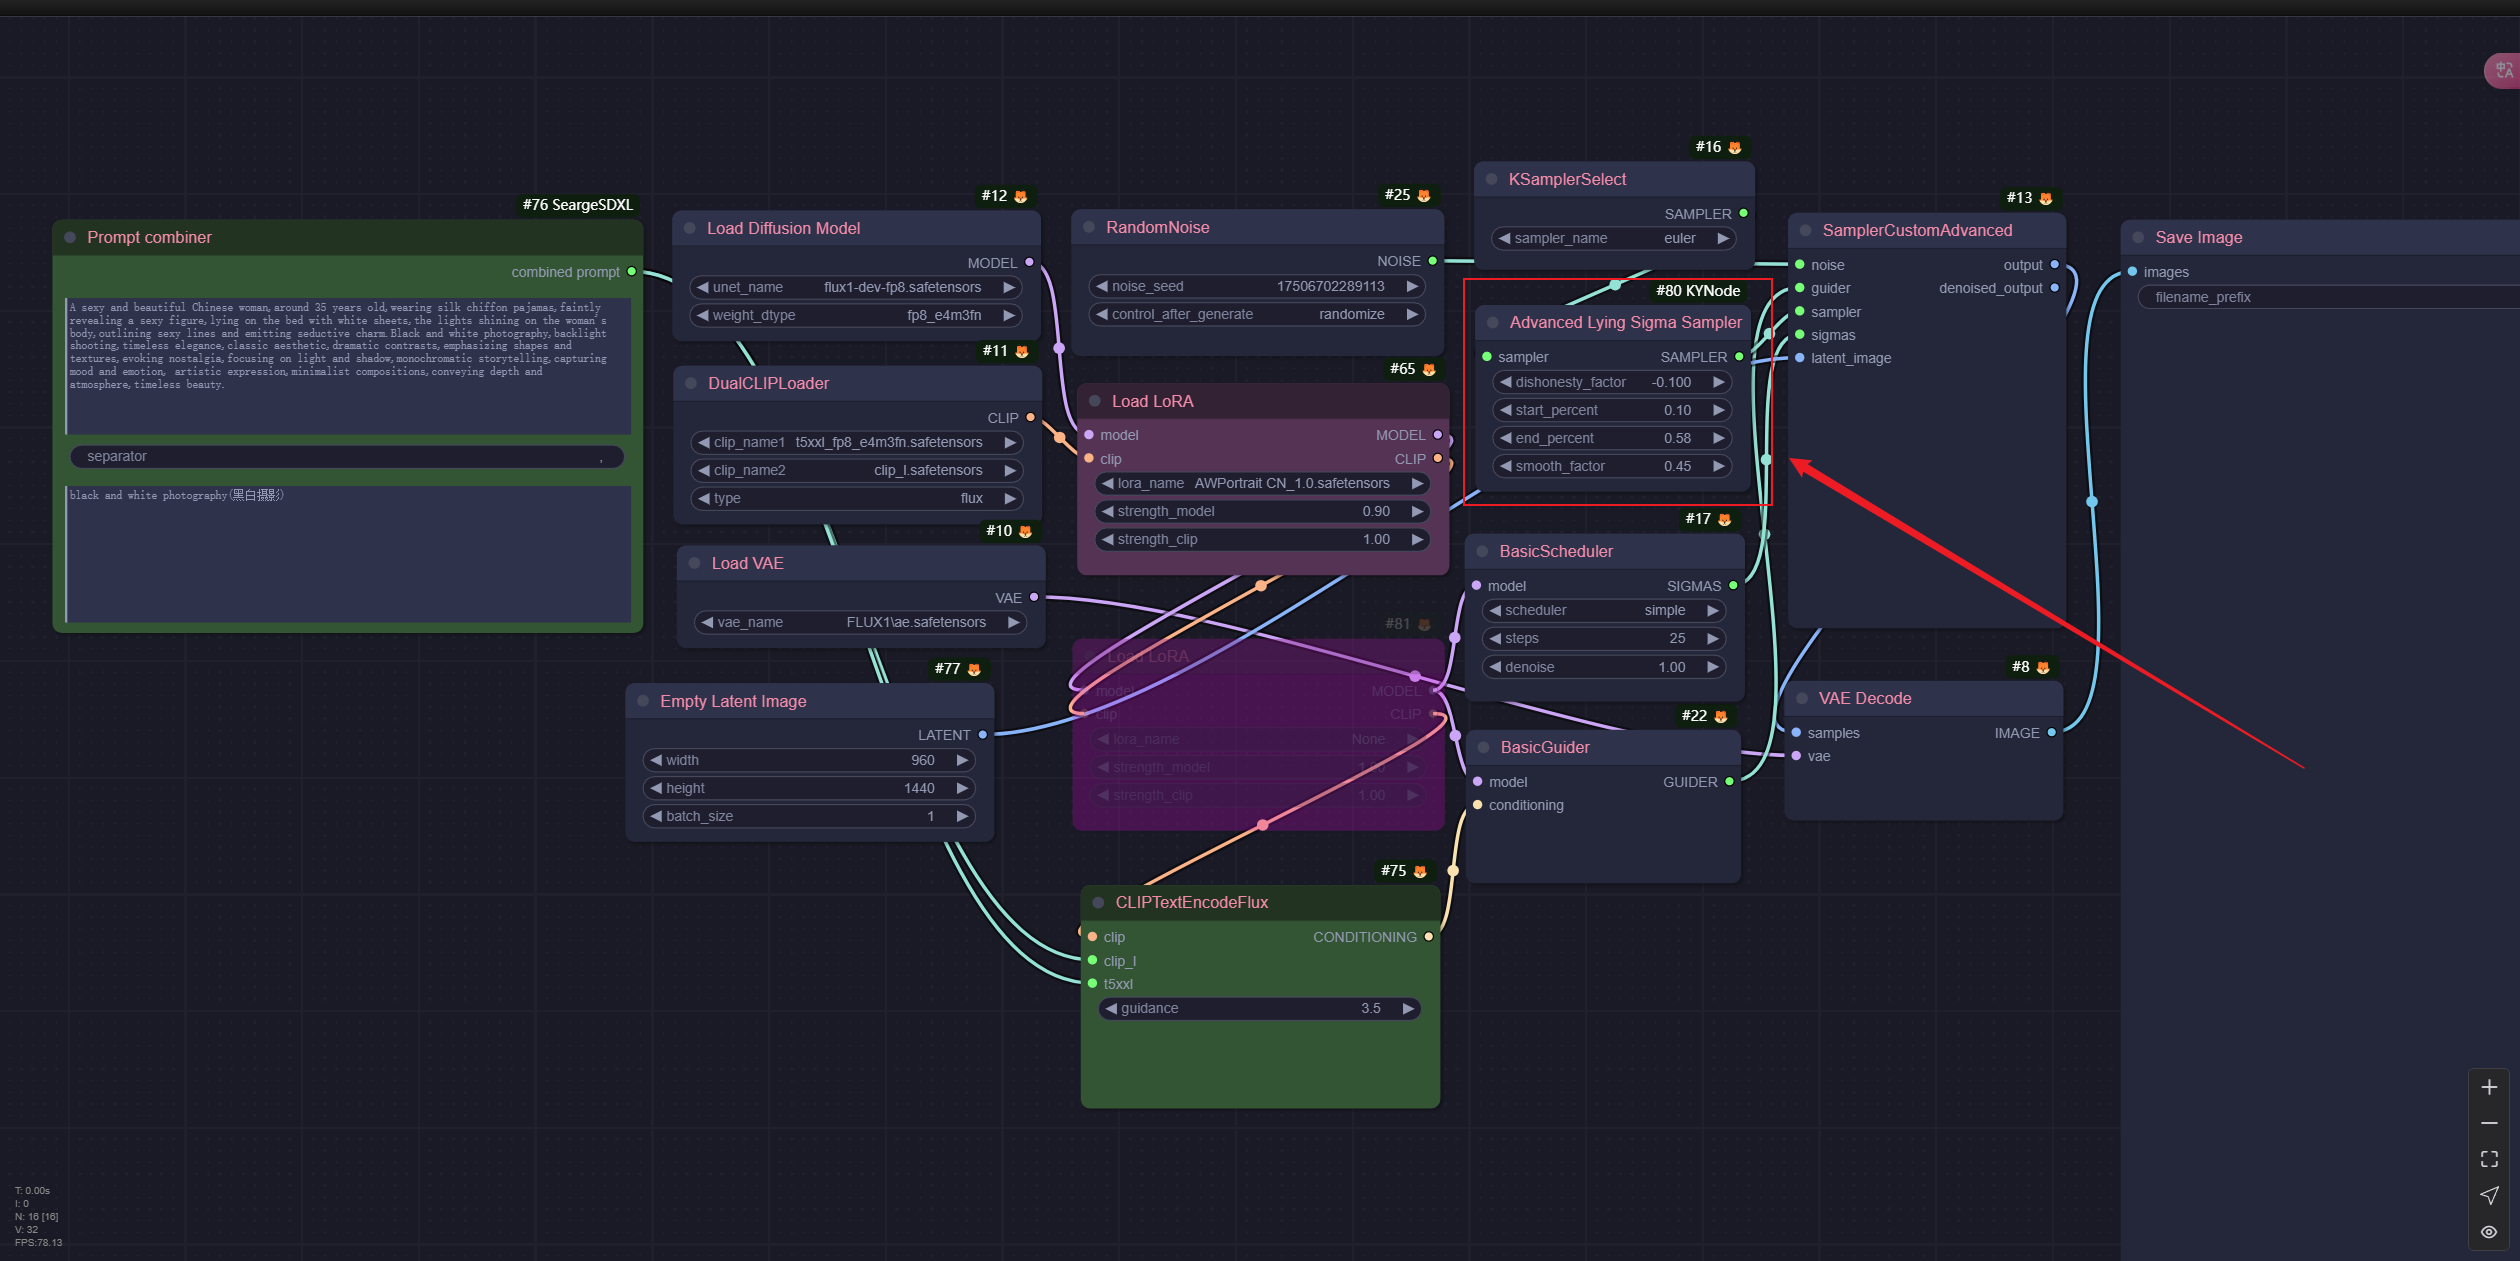 #76 SeargeSDXL
Prompt combiner
combined prompt
A sexy and beautiful Chinese woman,around 35 years old,wearing silk chiffon pajamas,faintly
revealing a sexy figure,lying on the bed with white sheets,the lights shining on the woman's
body,outlining sexy lines and emitting seductive charm.Black and white photography,backlight
shooting,timeless elegance,classic aesthetic,dramatic contrasts,emphasizing shapes and
textures,evoking nostalgia,focusing on light and shadow,monochromatic storytelling,capturing
mood and emotion, artistic expression,minimalist compositions,conveying depth and
atmosphere,timeless beauty.
separator ,
black and white photography(黑白摄影)
#12
Load Diffusion Model
MODEL
unet_name flux1-dev-fp8.safetensors
weight_dtype fp8_e4m3fn
#11
DualCLIPLoader
CLIP
clip_name1 t5xxl_fp8_e4m3fn.safetensors
clip_name2 clip_l.safetensors
type flux
#10
Load VAE
VAE
vae_name FLUX1\ae.safetensors
#77
Empty Latent Image
LATENT
width 960
height 1440
batch_size 1
#25
RandomNoise
NOISE
noise_seed 17506702289113
control_after_generate randomize
#65
Load LoRA
model MODEL
clip CLIP
lora_name AWPortrait CN_1.0.safetensors
strength_model 0.90
strength_clip 1.00
#81
Load LoRA
model MODEL
clip CLIP
lora_name None
strength_model 1.00
strength_clip 1.00
#75
CLIPTextEncodeFlux
clip CONDITIONING
clip_l
t5xxl
guidance 3.5
#16
KSamplerSelect
SAMPLER
sampler_name euler
#80 KYNode
Advanced Lying Sigma Sampler
sampler SAMPLER
dishonesty_factor -0.100
start_percent 0.10
end_percent 0.58
smooth_factor 0.45
#17
BasicScheduler
model SIGMAS
scheduler simple
steps 25
denoise 1.00
#22
BasicGuider
model GUIDER
conditioning
#13
SamplerCustomAdvanced
noise output
guider denoised_output
sampler
sigmas
latent_image
#8
VAE Decode
samples IMAGE
vae
Save Image
images
filename_prefix
T: 0.00s
I: 0
N: 16 [16]
V: 32
FPS:78.13